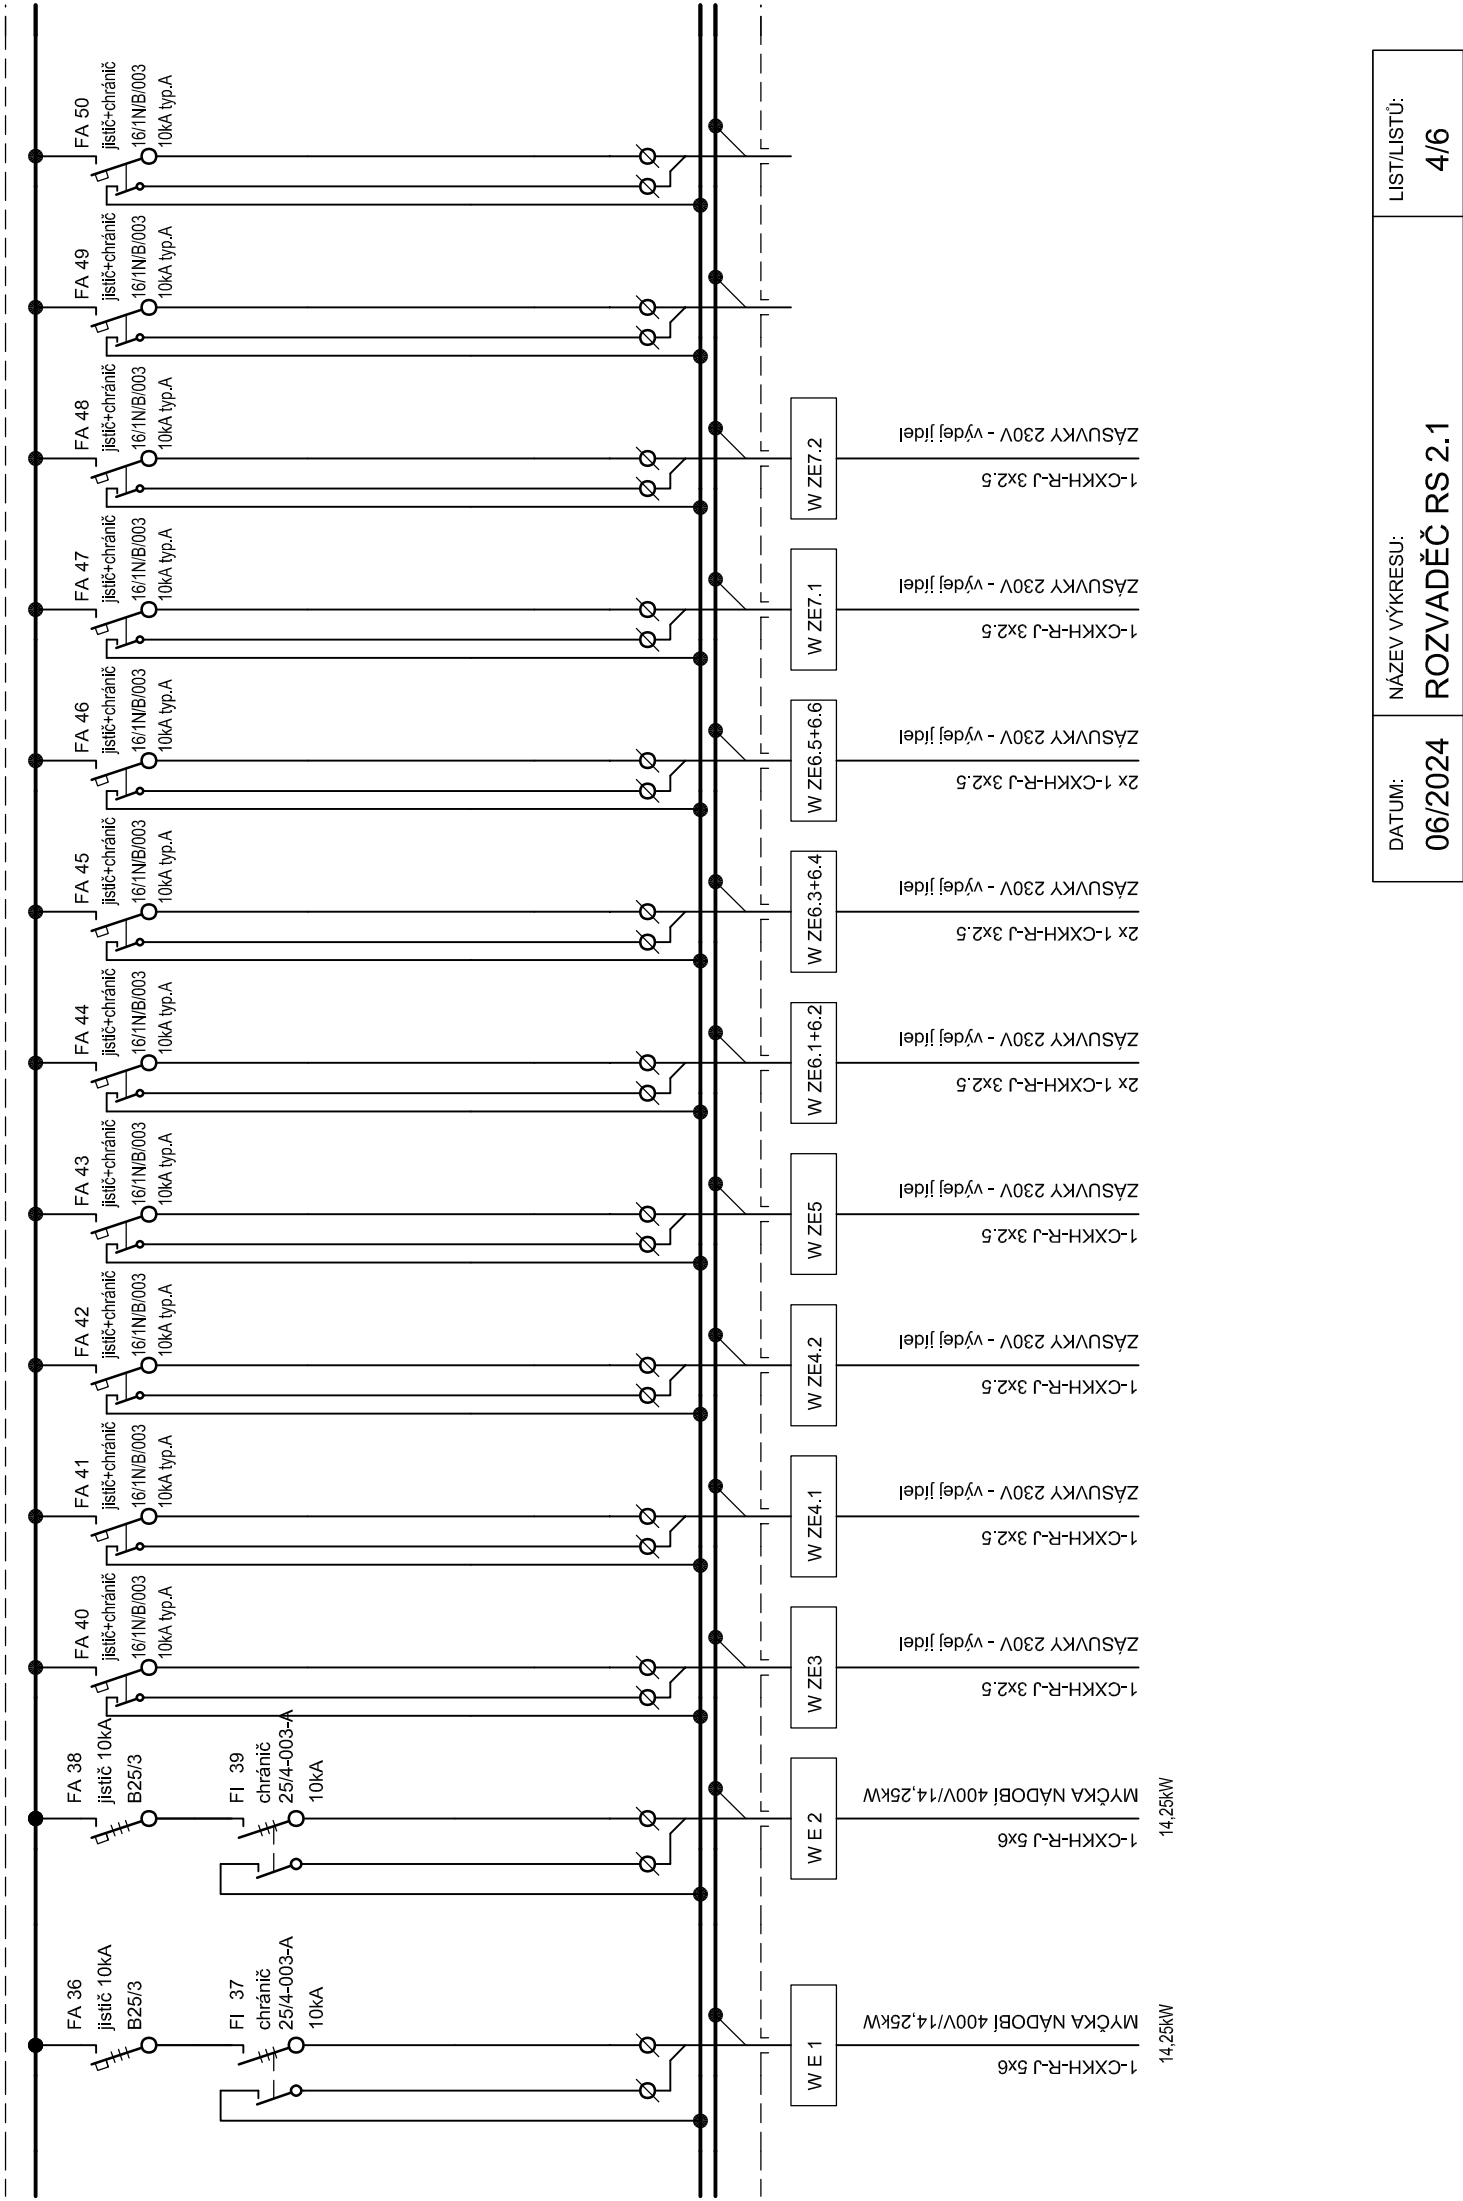 FA 36
jistič 10kA
B25/3
FI 37
chránič
25/4-003-A
10kA
W E 1
MYČKA NÁDOBÍ 400V/14,25kW
1-CXKH-R-J 5x6
14,25kW
FA 38
jistič 10kA
B25/3
FI 39
chránič
25/4-003-A
10kA
W E 2
MYČKA NÁDOBÍ 400V/14,25kW
1-CXKH-R-J 5x6
14,25kW
FA 40
jistič+chránič
16/1N/B/003
10kA typ.A
W ZE3
ZÁSUVKY 230V - výdej jídel
1-CXKH-R-J 3x2.5
FA 41
jistič+chránič
16/1N/B/003
10kA typ.A
W ZE4.1
ZÁSUVKY 230V - výdej jídel
1-CXKH-R-J 3x2.5
FA 42
jistič+chránič
16/1N/B/003
10kA typ.A
W ZE4.2
ZÁSUVKY 230V - výdej jídel
1-CXKH-R-J 3x2.5
FA 43
jistič+chránič
16/1N/B/003
10kA typ.A
W ZE5
ZÁSUVKY 230V - výdej jídel
1-CXKH-R-J 3x2.5
FA 44
jistič+chránič
16/1N/B/003
10kA typ.A
W ZE6.1+6.2
ZÁSUVKY 230V - výdej jídel
2x 1-CXKH-R-J 3x2.5
FA 45
jistič+chránič
16/1N/B/003
10kA typ.A
W ZE6.3+6.4
ZÁSUVKY 230V - výdej jídel
2x 1-CXKH-R-J 3x2.5
FA 46
jistič+chránič
16/1N/B/003
10kA typ.A
W ZE6.5+6.6
ZÁSUVKY 230V - výdej jídel
2x 1-CXKH-R-J 3x2.5
FA 47
jistič+chránič
16/1N/B/003
10kA typ.A
W ZE7.1
ZÁSUVKY 230V - výdej jídel
1-CXKH-R-J 3x2.5
FA 48
jistič+chránič
16/1N/B/003
10kA typ.A
W ZE7.2
ZÁSUVKY 230V - výdej jídel
1-CXKH-R-J 3x2.5
FA 49
jistič+chránič
16/1N/B/003
10kA typ.A
FA 50
jistič+chránič
16/1N/B/003
10kA typ.A
DATUM:
06/2024
NÁZEV VÝKRESU:
ROZVADĚČ RS 2.1
LIST/LISTŮ:
4/6